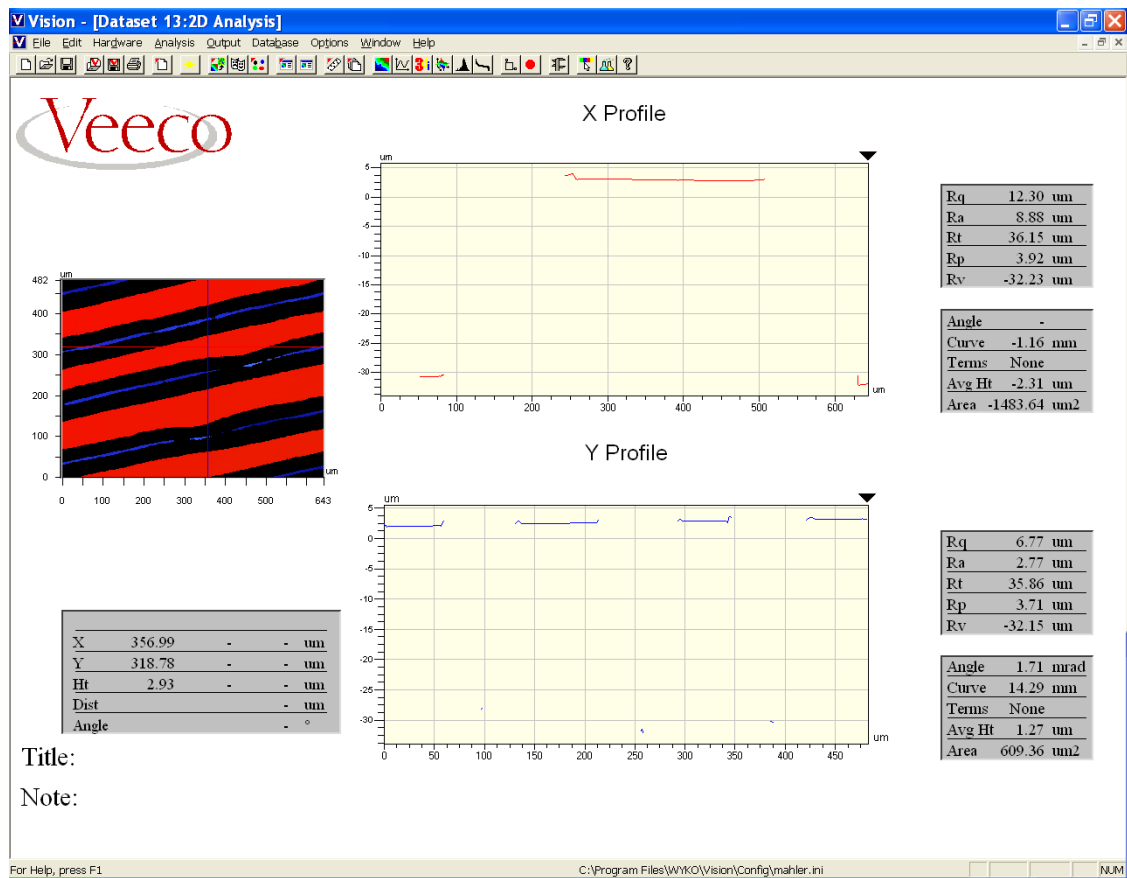 Vision - [Dataset 13:2D Analysis]
File Edit Hardware Analysis Output Database Options Window Help
Veeco
X Profile
um
5
0
-5
-10
-15
-20
-25
-30
0 100 200 300 400 500 600
um
Rq 12.30 um
Ra 8.88 um
Rt 36.15 um
Rp 3.92 um
Rv -32.23 um
Angle -
Curve -1.16 mm
Terms None
Avg Ht -2.31 um
Area -1483.64 um2
um
482
400
300
200
100
0
um
0 100 200 300 400 500 643
Y Profile
um
5
0
-5
-10
-15
-20
-25
-30
0 50 100 150 200 250 300 350 400 450
um
Rq 6.77 um
Ra 2.77 um
Rt 35.86 um
Rp 3.71 um
Rv -32.15 um
Angle 1.71 mrad
Curve 14.29 mm
Terms None
Avg Ht 1.27 um
Area 609.36 um2
X 356.99 - - um
Y 318.78 - - um
Ht 2.93 - - um
Dist - um
Angle - °
Title:
Note:
For Help, press F1
C:\Program Files\WYKO\Vision\Config\mahler.ini
NUM